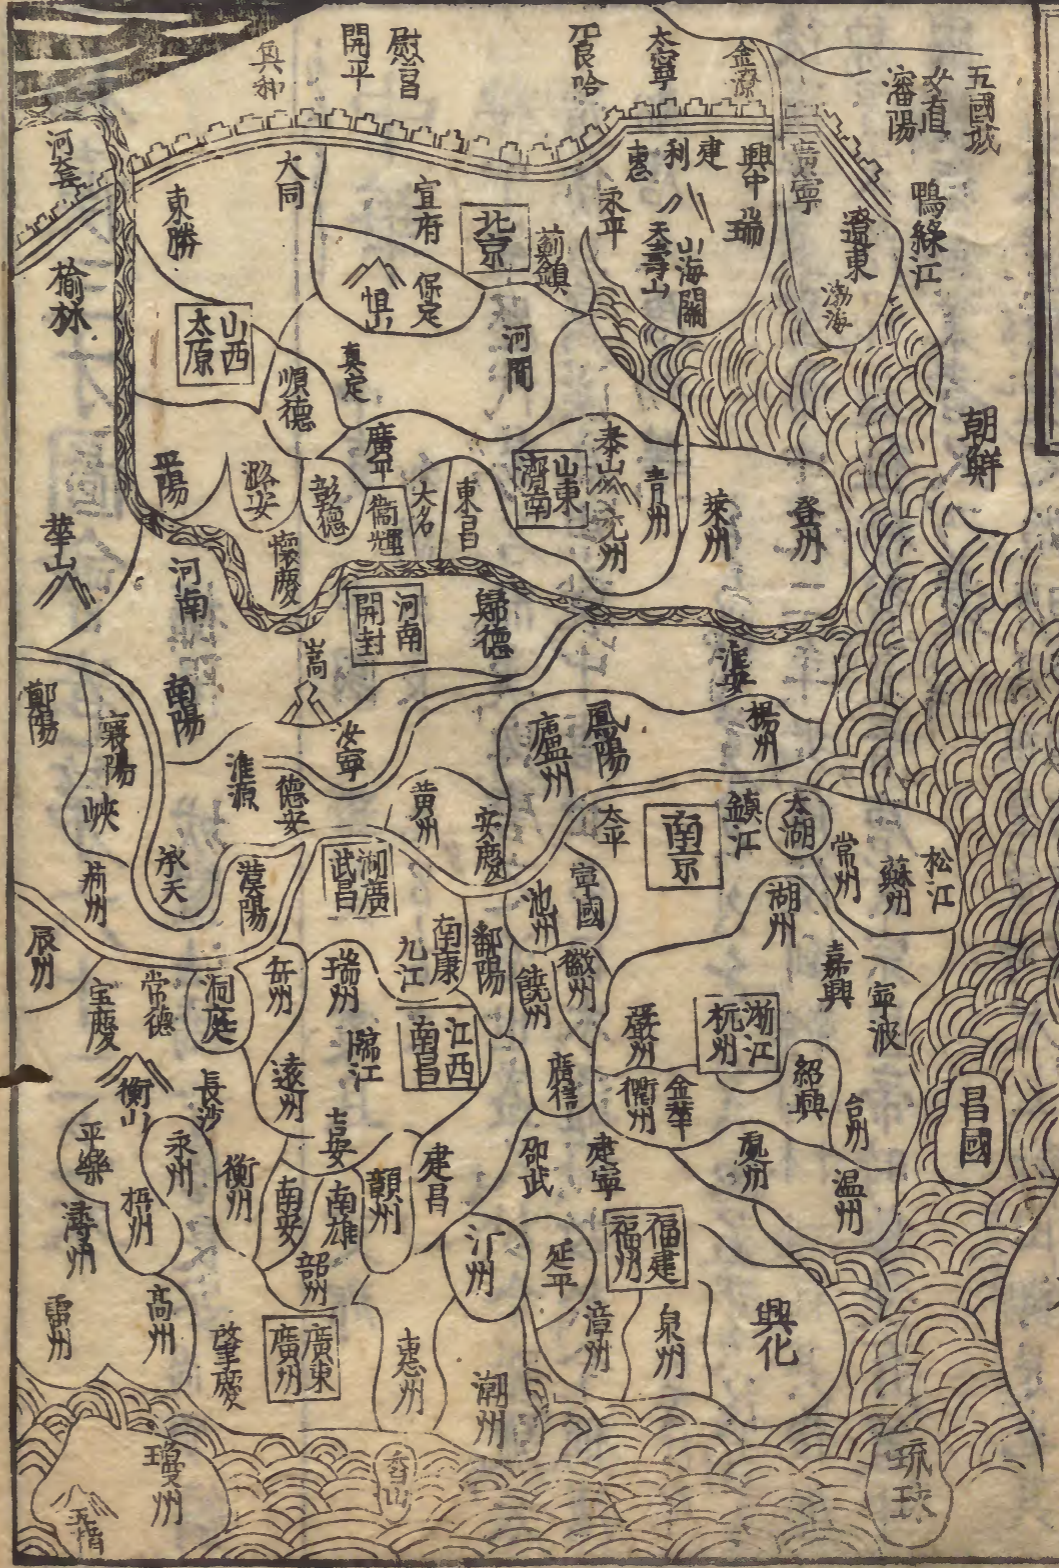 五國城
女直
瀋陽
鴨綠江
朝鮮
金
大寧
開平
興和
河套
榆林
大同
東勝
宣府
北京
薊鎮
永平
惠
利
建
興中
瑞
山海關
廣寧
遼東
渤海
保定
恒山
山西
太原
順德
真定
河間
廣平
平陽
潞安
彰德
衛輝
大名
東昌
山東
濟南
泰山
兗州
青州
萊州
登州
懷慶
河南
華山
河南
開封
歸德
嵩
淮安
南陽
鄖陽
襄陽
汝寧
廬州
鳳陽
楊州
德安
黃州
安慶
太平
南京
鎮江
太湖
常州
蘇州
松江
峽
荊州
承天
漢陽
湖廣
武昌
池州
寧國
湖州
嘉興
寧波
辰州
寶慶
常德
洞庭
岳州
瑞州
九江
南康
鄱陽
饒州
徽州
嚴州
浙江
杭州
紹興
台州
昌國
江西
南昌
臨江
袁州
長沙
衡山
廣信
衢州
金華
吉安
平樂
永州
衡州
南安
南雄
贛州
建昌
邵武
建寧
處州
溫州
潯州
梧州
韶州
汀州
延平
福建
福州
雷州
高州
肇慶
廣東
廣州
惠州
潮州
漳州
泉州
興化
瓊州
五指
香山
琉球